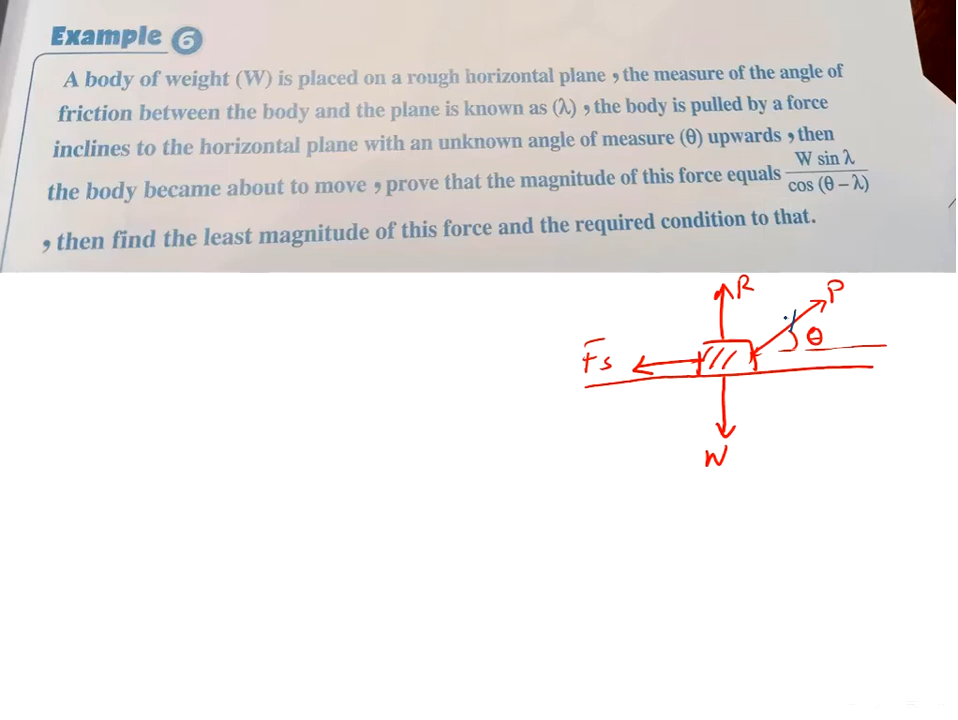 Example 6
A body of weight (W) is placed on a rough horizontal plane , the measure of the angle of
friction between the body and the plane is known as (λ) , the body is pulled by a force
inclines to the horizontal plane with an unknown angle of measure (θ) upwards , then
the body became about to move , prove that the magnitude of this force equals W sin λ / cos (θ – λ)
, then find the least magnitude of this force and the required condition to that.
R
P
θ
Fs
W